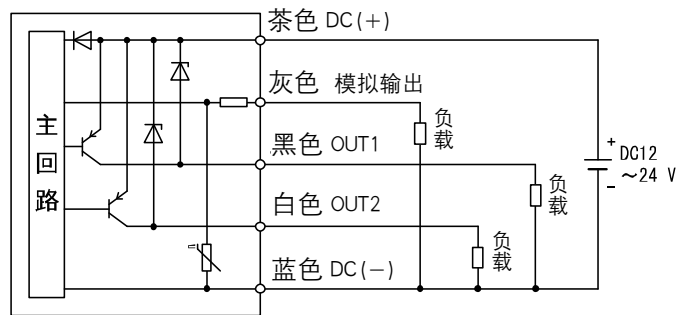 茶色 DC(+)
灰色 模拟输出
黑色 OUT1
白色 OUT2
蓝色 DC(−)
主回路
负载
负载
负载
+
DC12
～24 V
−